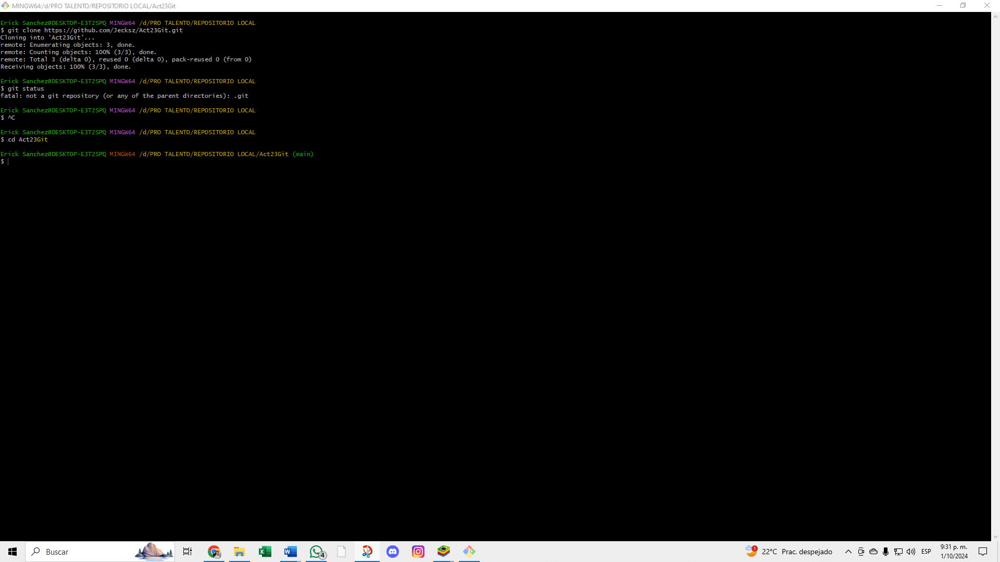 MINGW64:/d/PRO TALENTO/REPOSITORIO LOCAL/Act23Git
Erick Sanchez@DESKTOP-E3T2SPQ MINGW64 /d/PRO TALENTO/REPOSITORIO LOCAL
$ git clone https://github.com/Jecksz/Act23Git.git
Cloning into 'Act23Git'...
remote: Enumerating objects: 3, done.
remote: Counting objects: 100% (3/3), done.
remote: Total 3 (delta 0), reused 0 (delta 0), pack-reused 0 (from 0)
Receiving objects: 100% (3/3), done.
Erick Sanchez@DESKTOP-E3T2SPQ MINGW64 /d/PRO TALENTO/REPOSITORIO LOCAL
$ git status
fatal: not a git repository (or any of the parent directories): .git
Erick Sanchez@DESKTOP-E3T2SPQ MINGW64 /d/PRO TALENTO/REPOSITORIO LOCAL
$ ^C
Erick Sanchez@DESKTOP-E3T2SPQ MINGW64 /d/PRO TALENTO/REPOSITORIO LOCAL
$ cd Act23Git
Erick Sanchez@DESKTOP-E3T2SPQ MINGW64 /d/PRO TALENTO/REPOSITORIO LOCAL/Act23Git (main)
$
Buscar
4
1
22°C Prac. despejado
ESP
9:31 p. m.
1/10/2024